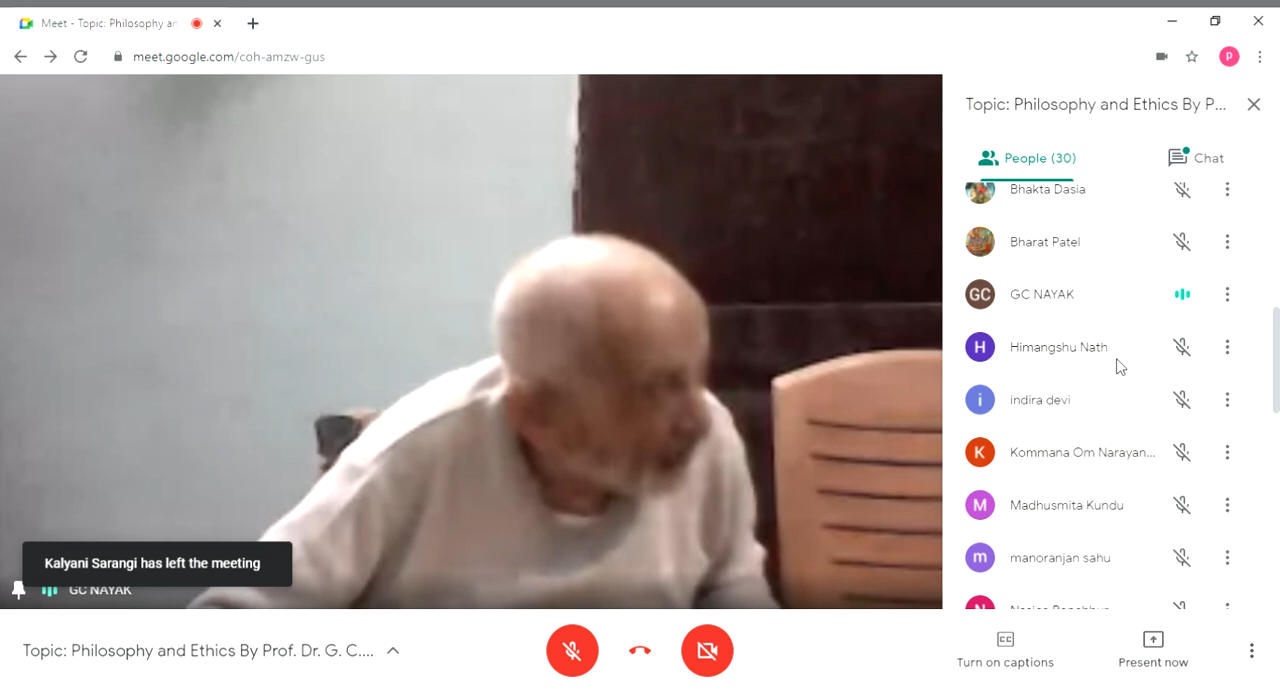 Meet - Topic: Philosophy an
meet.google.com/coh-amzw-gus
P
Topic: Philosophy and Ethics By P...
People (30)
Chat
Bhakta Dasia
Bharat Patel
GC GC NAYAK
H Himangshu Nath
i indira devi
K Kommana Om Narayan...
M Madhusmita Kundu
m manoranjan sahu
Kalyani Sarangi has left the meeting
GC NAYAK
Topic: Philosophy and Ethics By Prof. Dr. G. C....
CC
Turn on captions
Present now